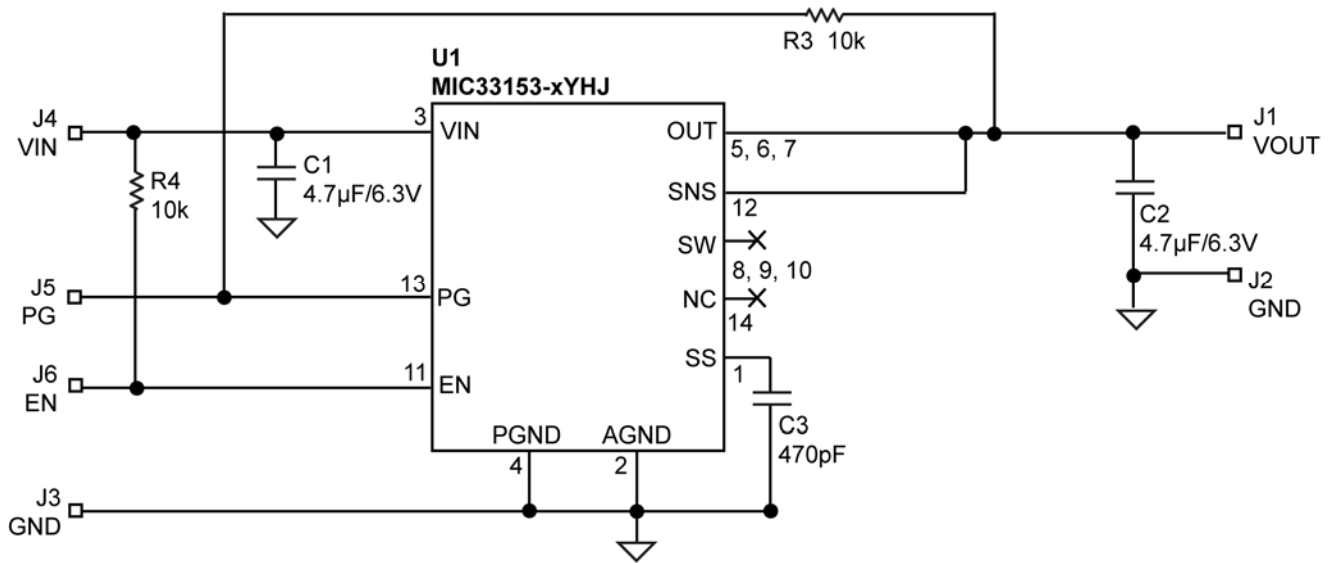 R3 10k
U1
MIC33153-xYHJ
J4
VIN
3
VIN
OUT
5, 6, 7
J1
VOUT
R4
10k
C1
4.7µF/6.3V
SNS
12
C2
4.7µF/6.3V
SW
8, 9, 10
J5
PG
13
PG
NC
14
J2
GND
J6
EN
11
EN
SS
1
C3
470pF
PGND
4
AGND
2
J3
GND